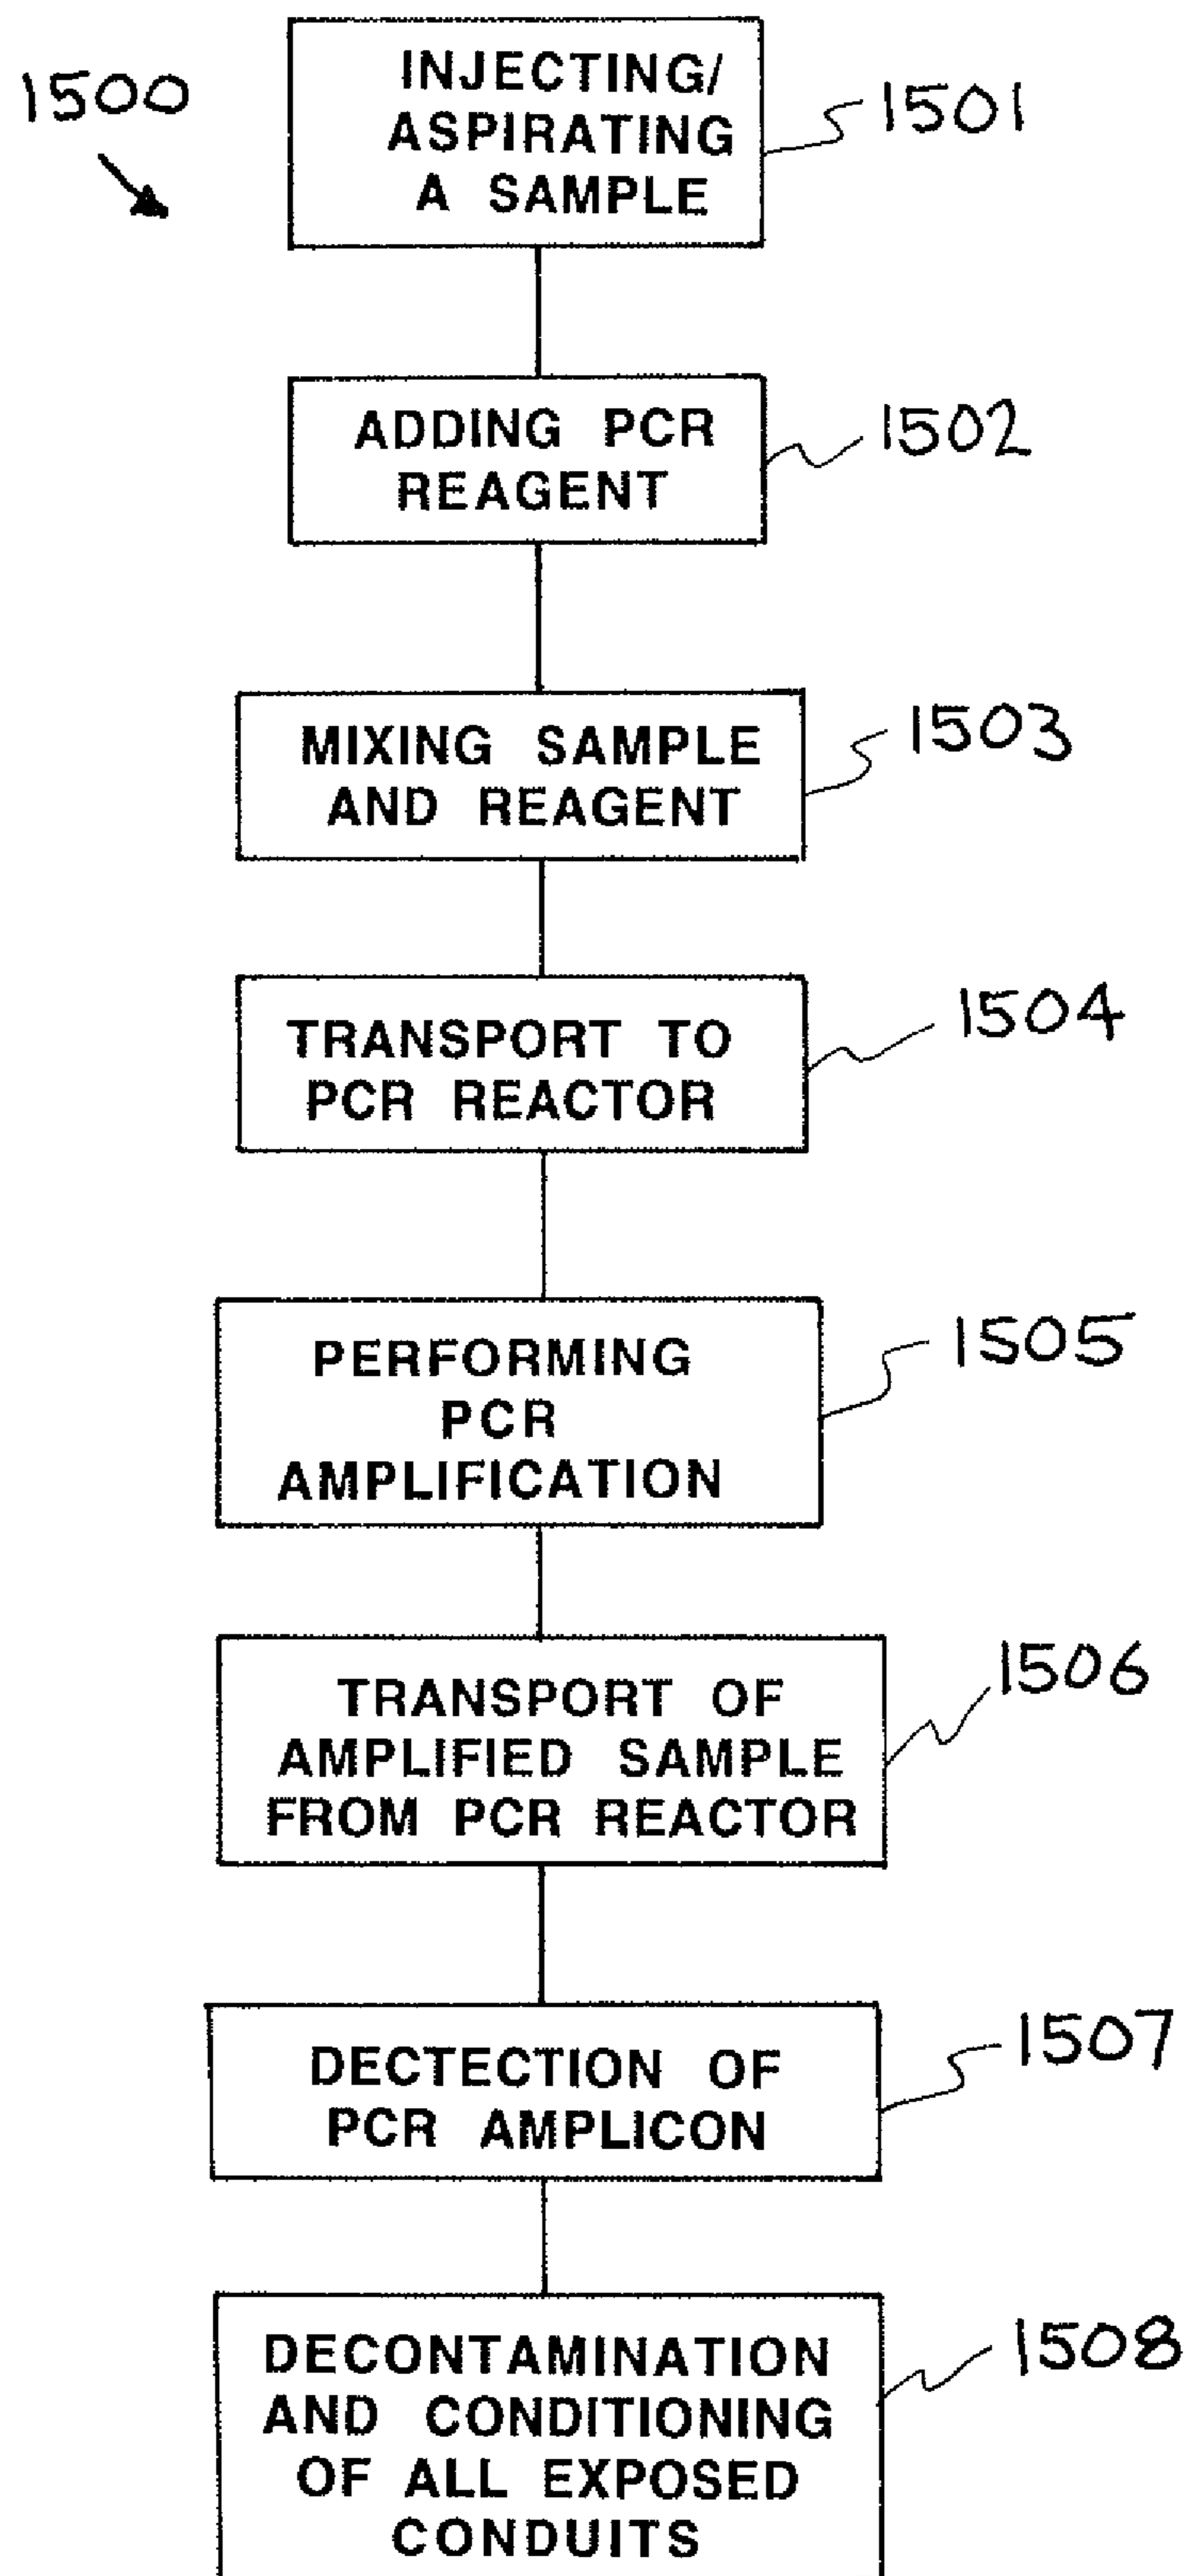 1500
INJECTING/
ASPIRATING
A SAMPLE
1501
ADDING PCR
REAGENT
1502
MIXING SAMPLE
AND REAGENT
1503
TRANSPORT TO
PCR REACTOR
1504
PERFORMING
PCR
AMPLIFICATION
1505
TRANSPORT OF
AMPLIFIED SAMPLE
FROM PCR REACTOR
1506
DECTECTION OF
PCR AMPLICON
1507
DECONTAMINATION
AND CONDITIONING
OF ALL EXPOSED
CONDUITS
1508